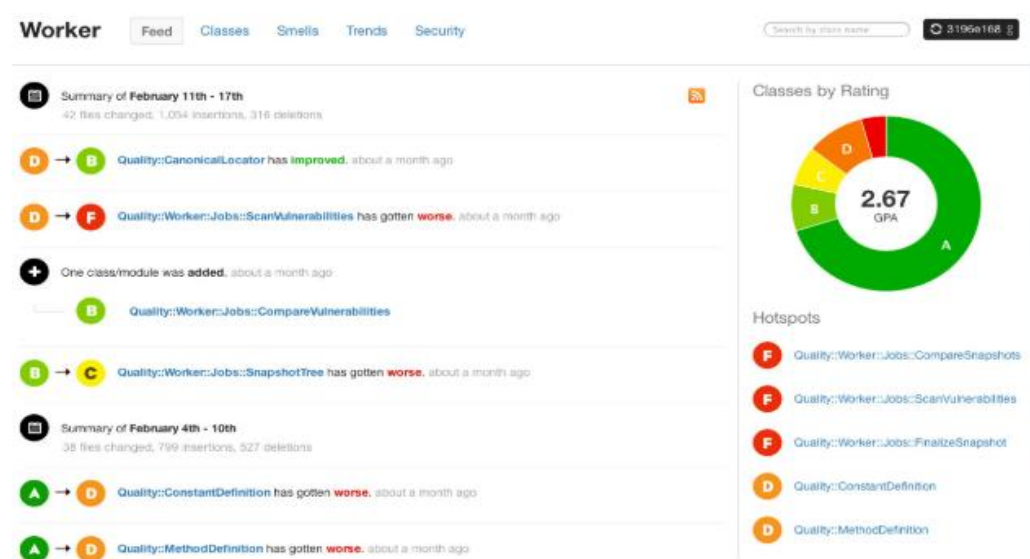 Worker
Feed Classes Smells Trends Security
Search by class name
3196e168
Summary of February 11th - 17th
42 files changed, 1,054 insertions, 316 deletions
D → B Quality::CanonicalLocator has improved. about a month ago
D → F Quality::Worker::Jobs::ScanVulnerabilities has gotten worse. about a month ago
One class/module was added. about a month ago
B Quality::Worker::Jobs::CompareVulnerabilities
B → C Quality::Worker::Jobs::SnapshotTree has gotten worse. about a month ago
Summary of February 4th - 10th
38 files changed, 799 insertions, 527 deletions
A → D Quality::ConstantDefinition has gotten worse. about a month ago
A → D Quality::MethodDefinition has gotten worse. about a month ago
Classes by Rating
D
C
B
A
2.67
GPA
Hotspots
F Quality::Worker::Jobs::CompareSnapshots
F Quality::Worker::Jobs::ScanVulnerabilities
F Quality::Worker::Jobs::FinalizeSnapshot
D Quality::ConstantDefinition
D Quality::MethodDefinition